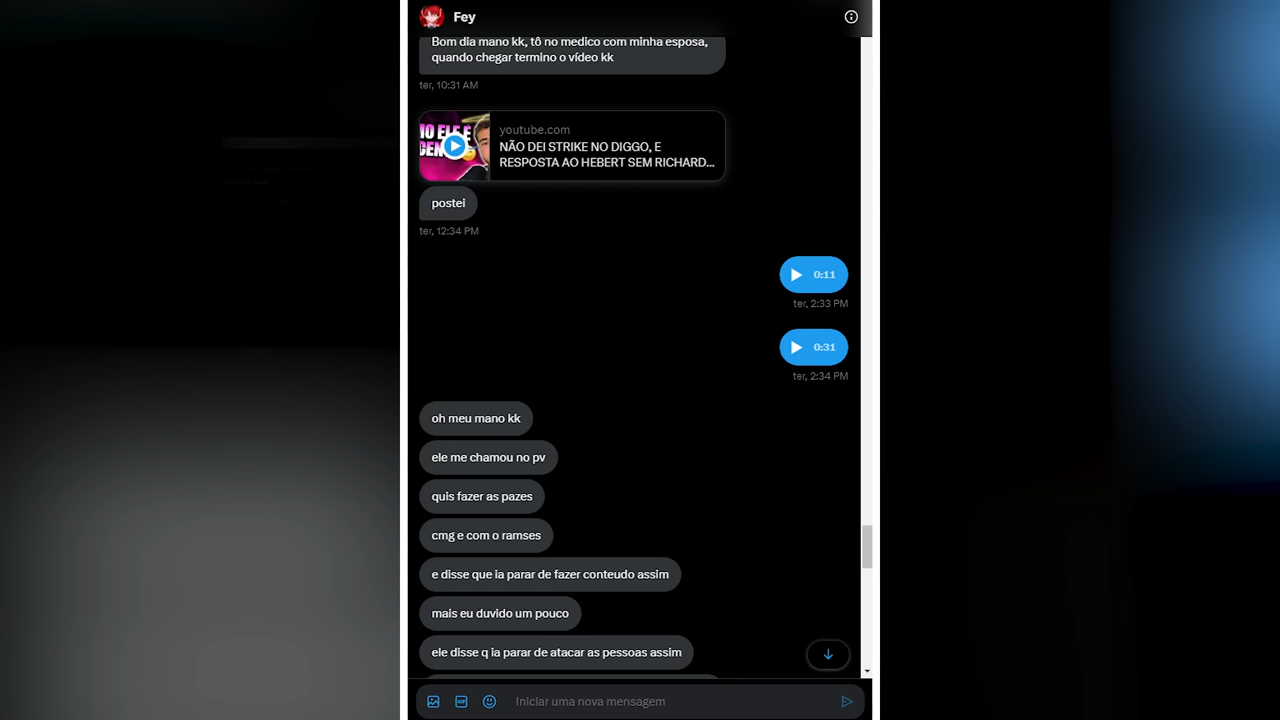 Fey
Bom dia mano kk, tô no medico com minha esposa,
quando chegar termino o vídeo kk
ter, 10:31 AM
youtube.com
NÃO DEI STRIKE NO DIGGO, E
RESPOSTA AO HEBERT SEM RICHARD...
postei
ter, 12:34 PM
0:11
ter, 2:33 PM
0:31
ter, 2:34 PM
oh meu mano kk
ele me chamou no pv
quis fazer as pazes
cmg e com o ramses
e disse que ia parar de fazer conteudo assim
mais eu duvido um pouco
ele disse q ia parar de atacar as pessoas assim
GIF
Iniciar uma nova mensagem